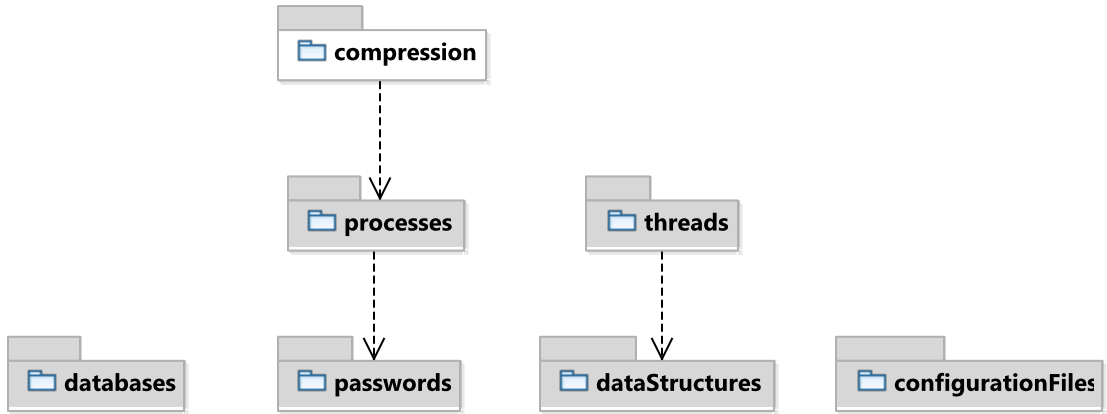 compression
processes
threads
databases
passwords
dataStructures
configurationFiles